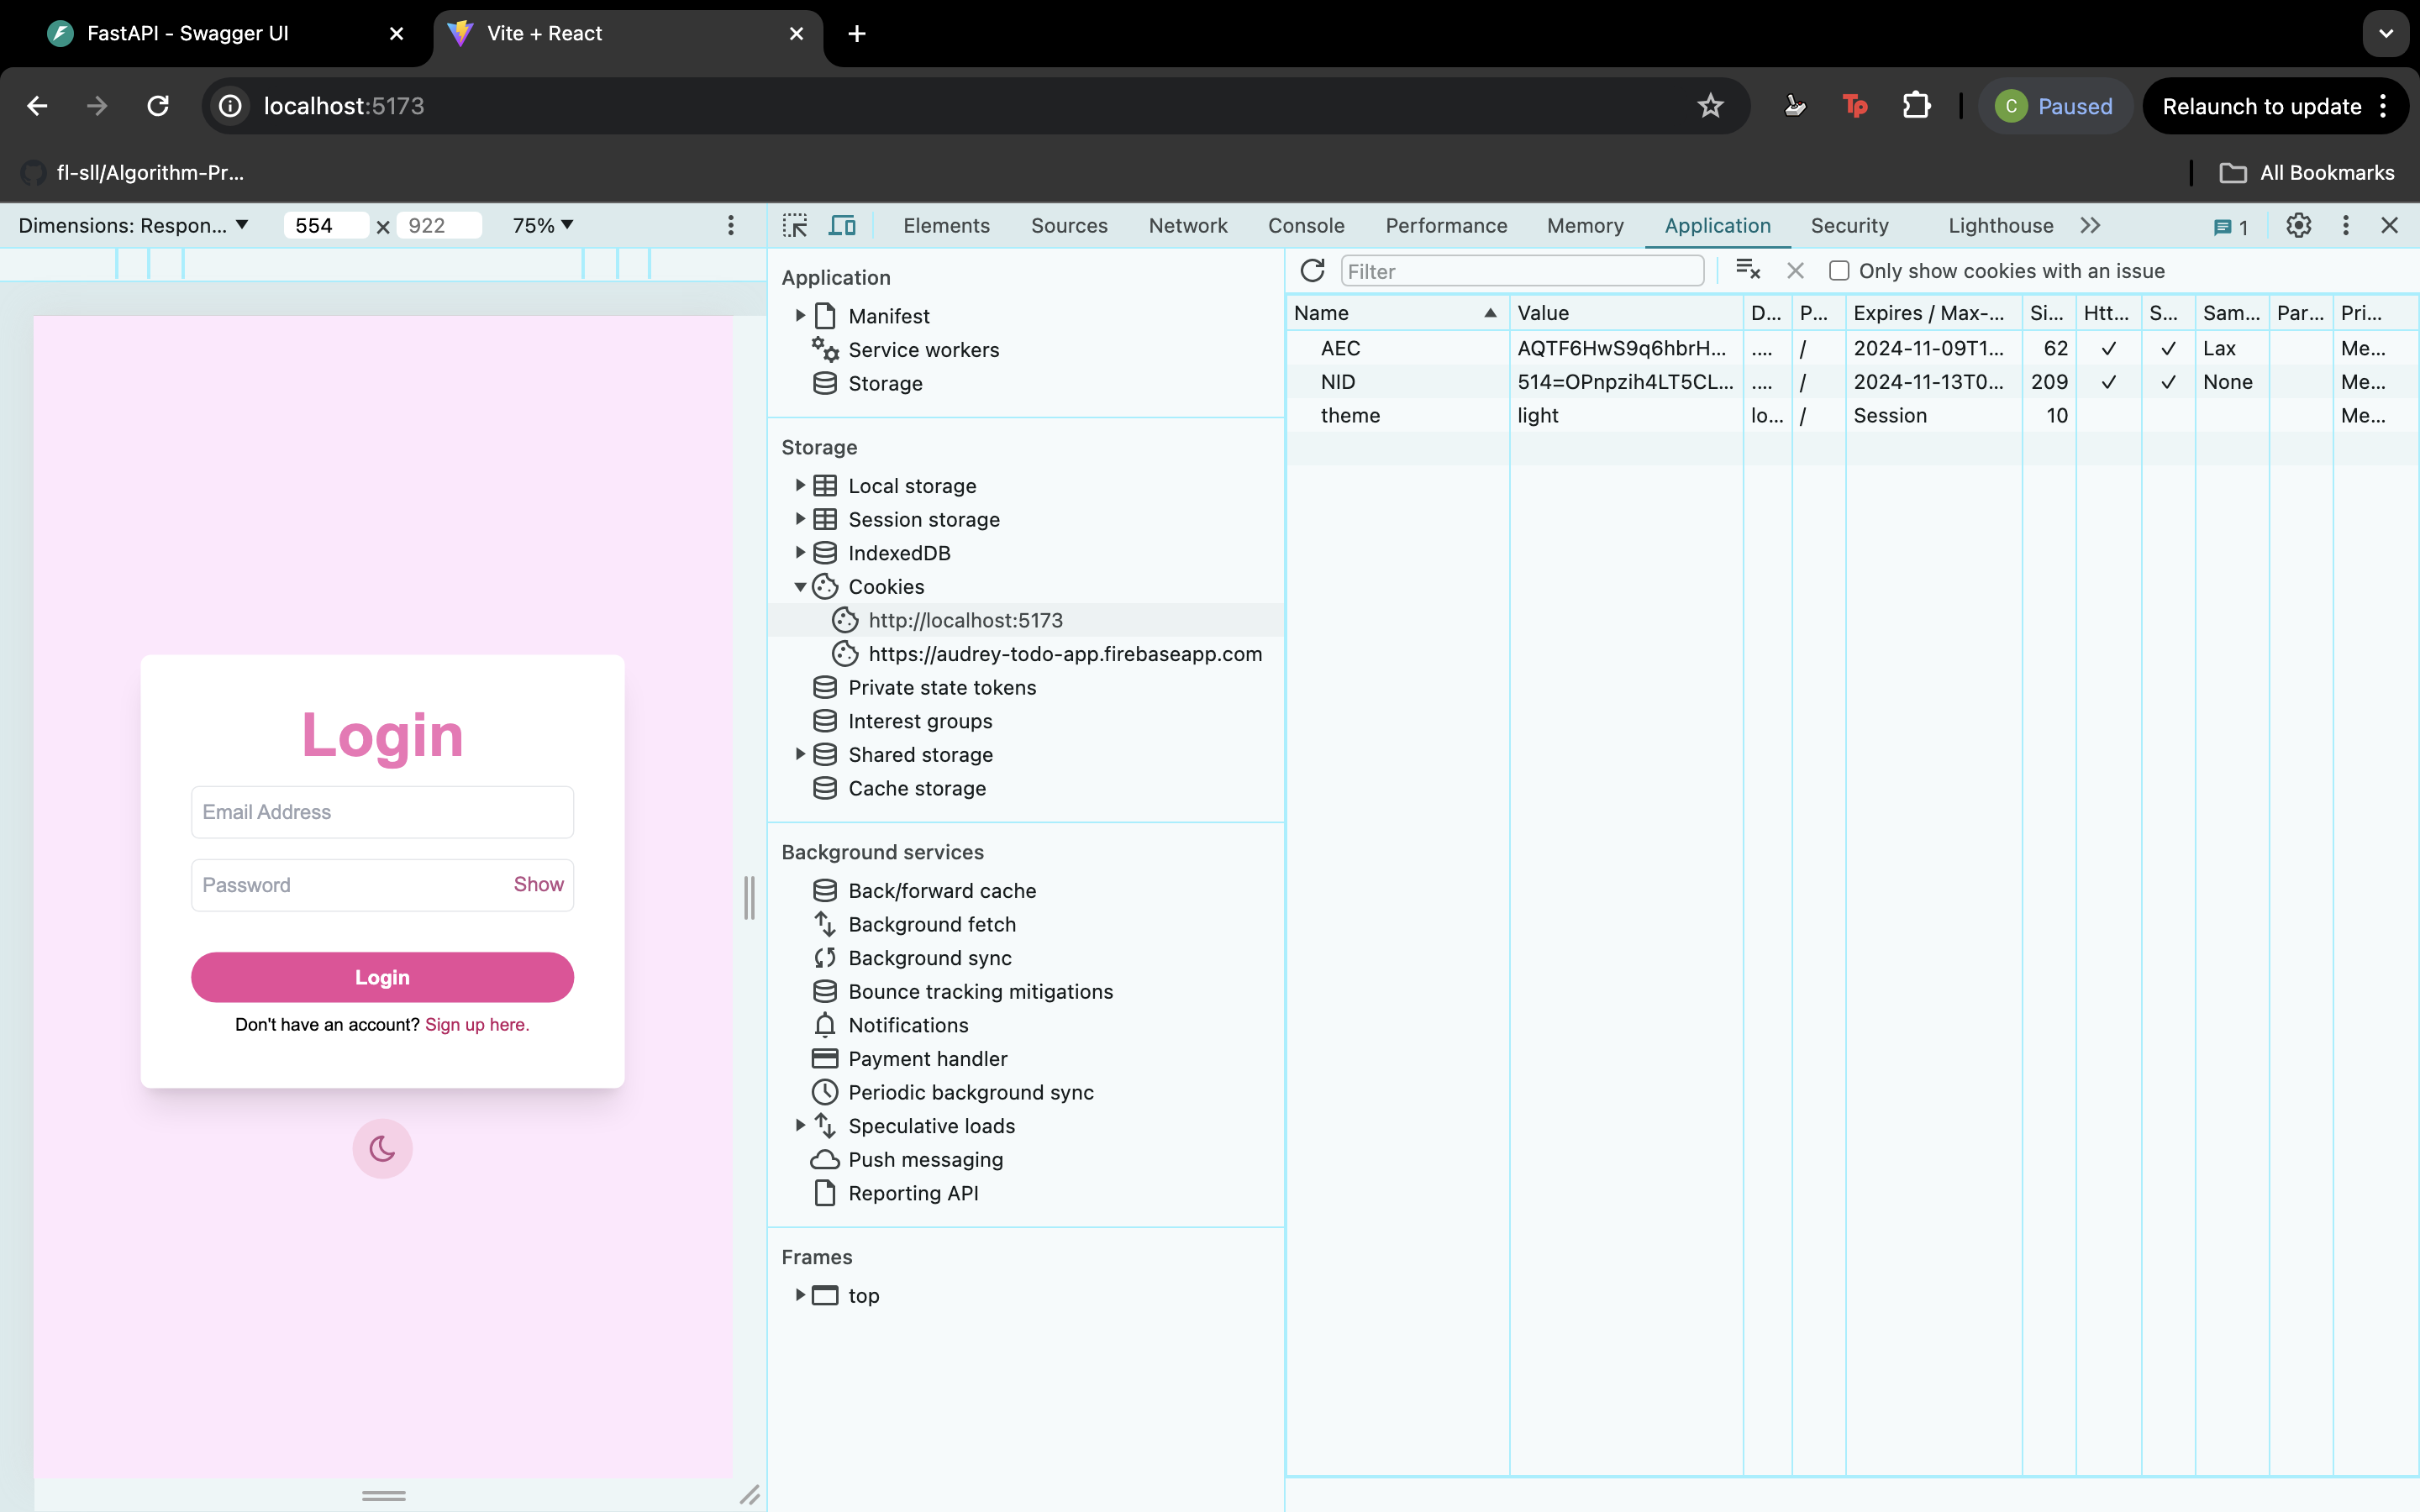 FastAPI - Swagger UI
Vite + React
localhost:5173
Tp
C
Paused
Relaunch to update
fl-sll/Algorithm-Pr...
All Bookmarks
Dimensions: Respon...
554
×
922
75%
Elements
Sources
Network
Console
Performance
Memory
Application
Security
Lighthouse
1
Login
Email Address
Password
Show
Login
Don't have an account? Sign up here.
Application
Manifest
Service workers
Storage
Storage
Local storage
Session storage
IndexedDB
Cookies
http://localhost:5173
https://audrey-todo-app.firebaseapp.com
Private state tokens
Interest groups
Shared storage
Cache storage
Background services
Back/forward cache
Background fetch
Background sync
Bounce tracking mitigations
Notifications
Payment handler
Periodic background sync
Speculative loads
Push messaging
Reporting API
Frames
top
Filter
Only show cookies with an issue
Name Value D... P... Expires / Max-... Si... Htt... S... Sam... Par... Pri...
AEC AQTF6HwS9q6hbrH... .... / 2024-11-09T1... 62 ✓ ✓ Lax Me...
NID 514=OPnpzih4LT5CL... .... / 2024-11-13T0... 209 ✓ ✓ None Me...
theme light lo... / Session 10 Me...